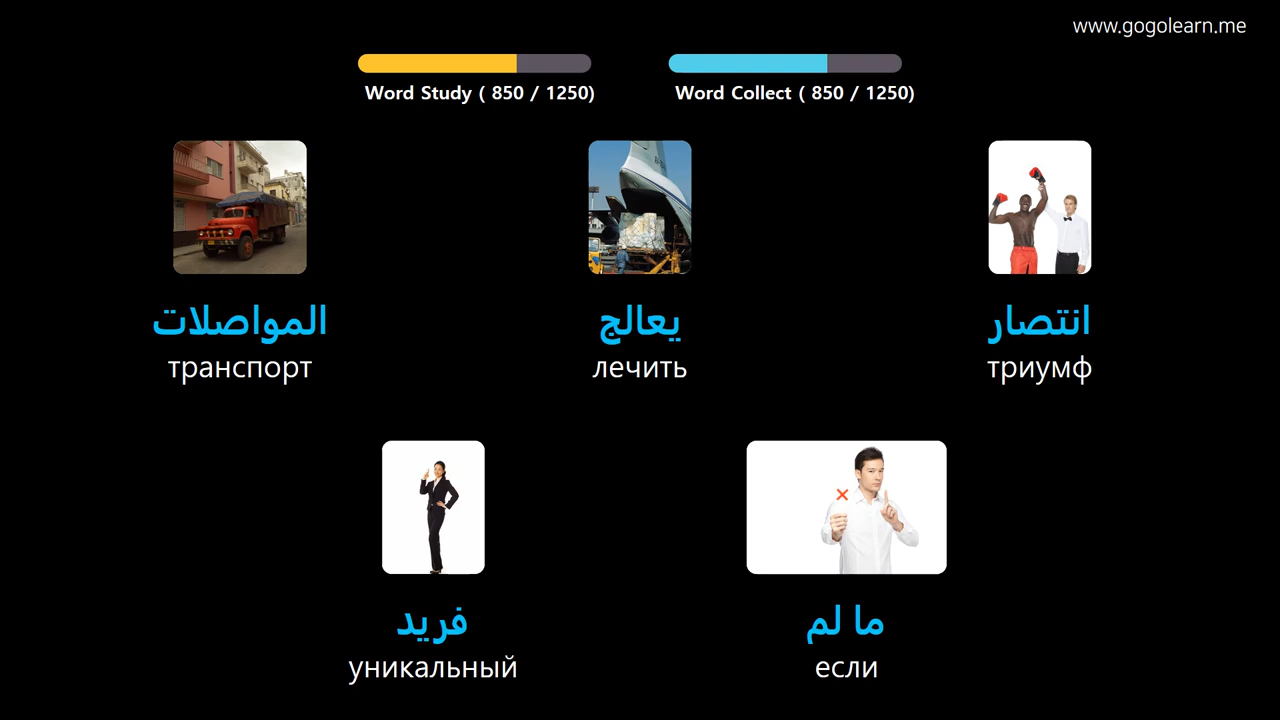 www.gogolearn.me
Word Study ( 850 / 1250)
Word Collect ( 850 / 1250)
المواصلات
транспорт
يعالج
лечить
انتصار
триумф
فريد
уникальный
ما لم
если